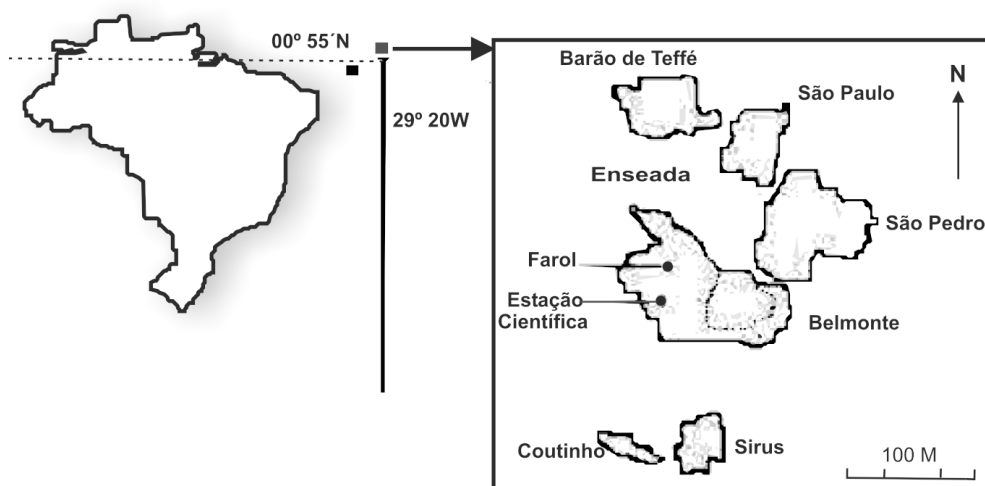 00º 55´N
29º 20W
Barão de Teffé
São Paulo
N
Enseada
São Pedro
Farol
Estação
Científica
Belmonte
Coutinho
Sirus
100 M